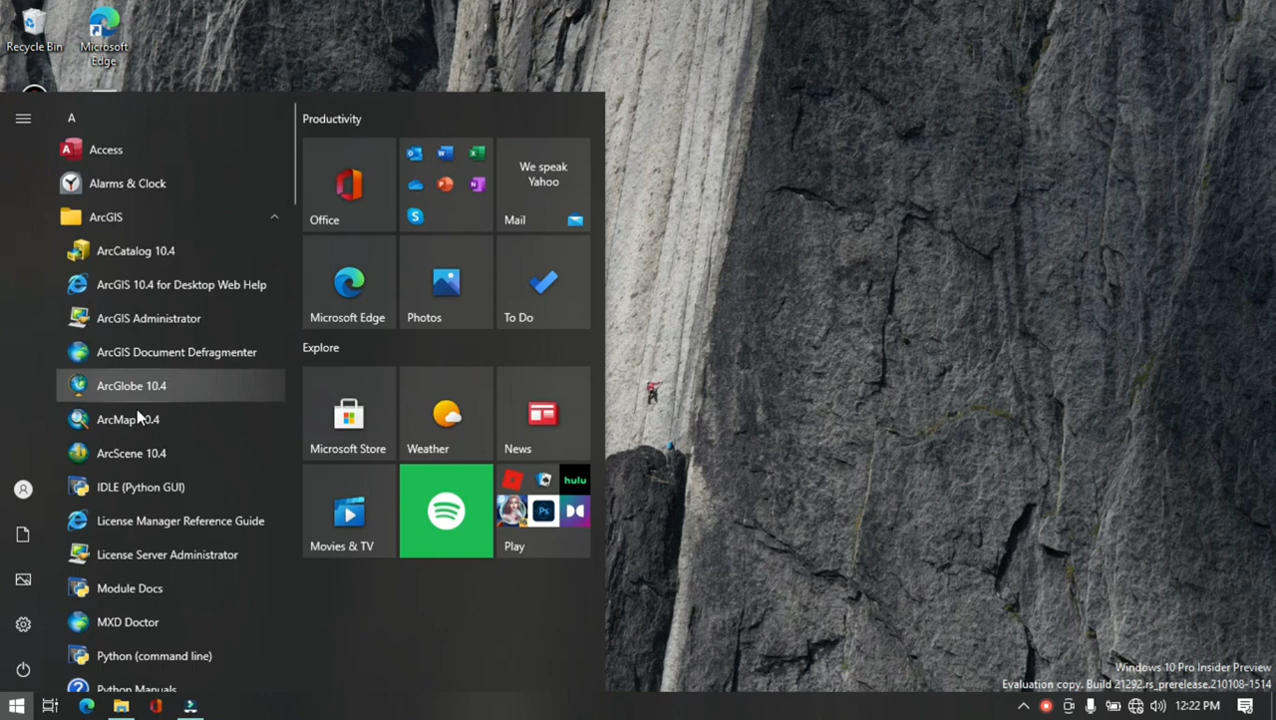 Recycle Bin
Microsoft
Edge
A
Access
Alarms & Clock
ArcGIS
ArcCatalog 10.4
ArcGIS 10.4 for Desktop Web Help
ArcGIS Administrator
ArcGIS Document Defragmenter
ArcGlobe 10.4
ArcMap 10.4
ArcScene 10.4
IDLE (Python GUI)
License Manager Reference Guide
License Server Administrator
Module Docs
MXD Doctor
Python (command line)
Python Manuals
Productivity
Office
We speak
Yahoo
Mail
Microsoft Edge
Photos
To Do
Explore
Microsoft Store
Weather
News
Movies & TV
hulu
Ps
Play
Windows 10 Pro Insider Preview
Evaluation copy. Build 21292.rs_prerelease.210108-1514
12:22 PM